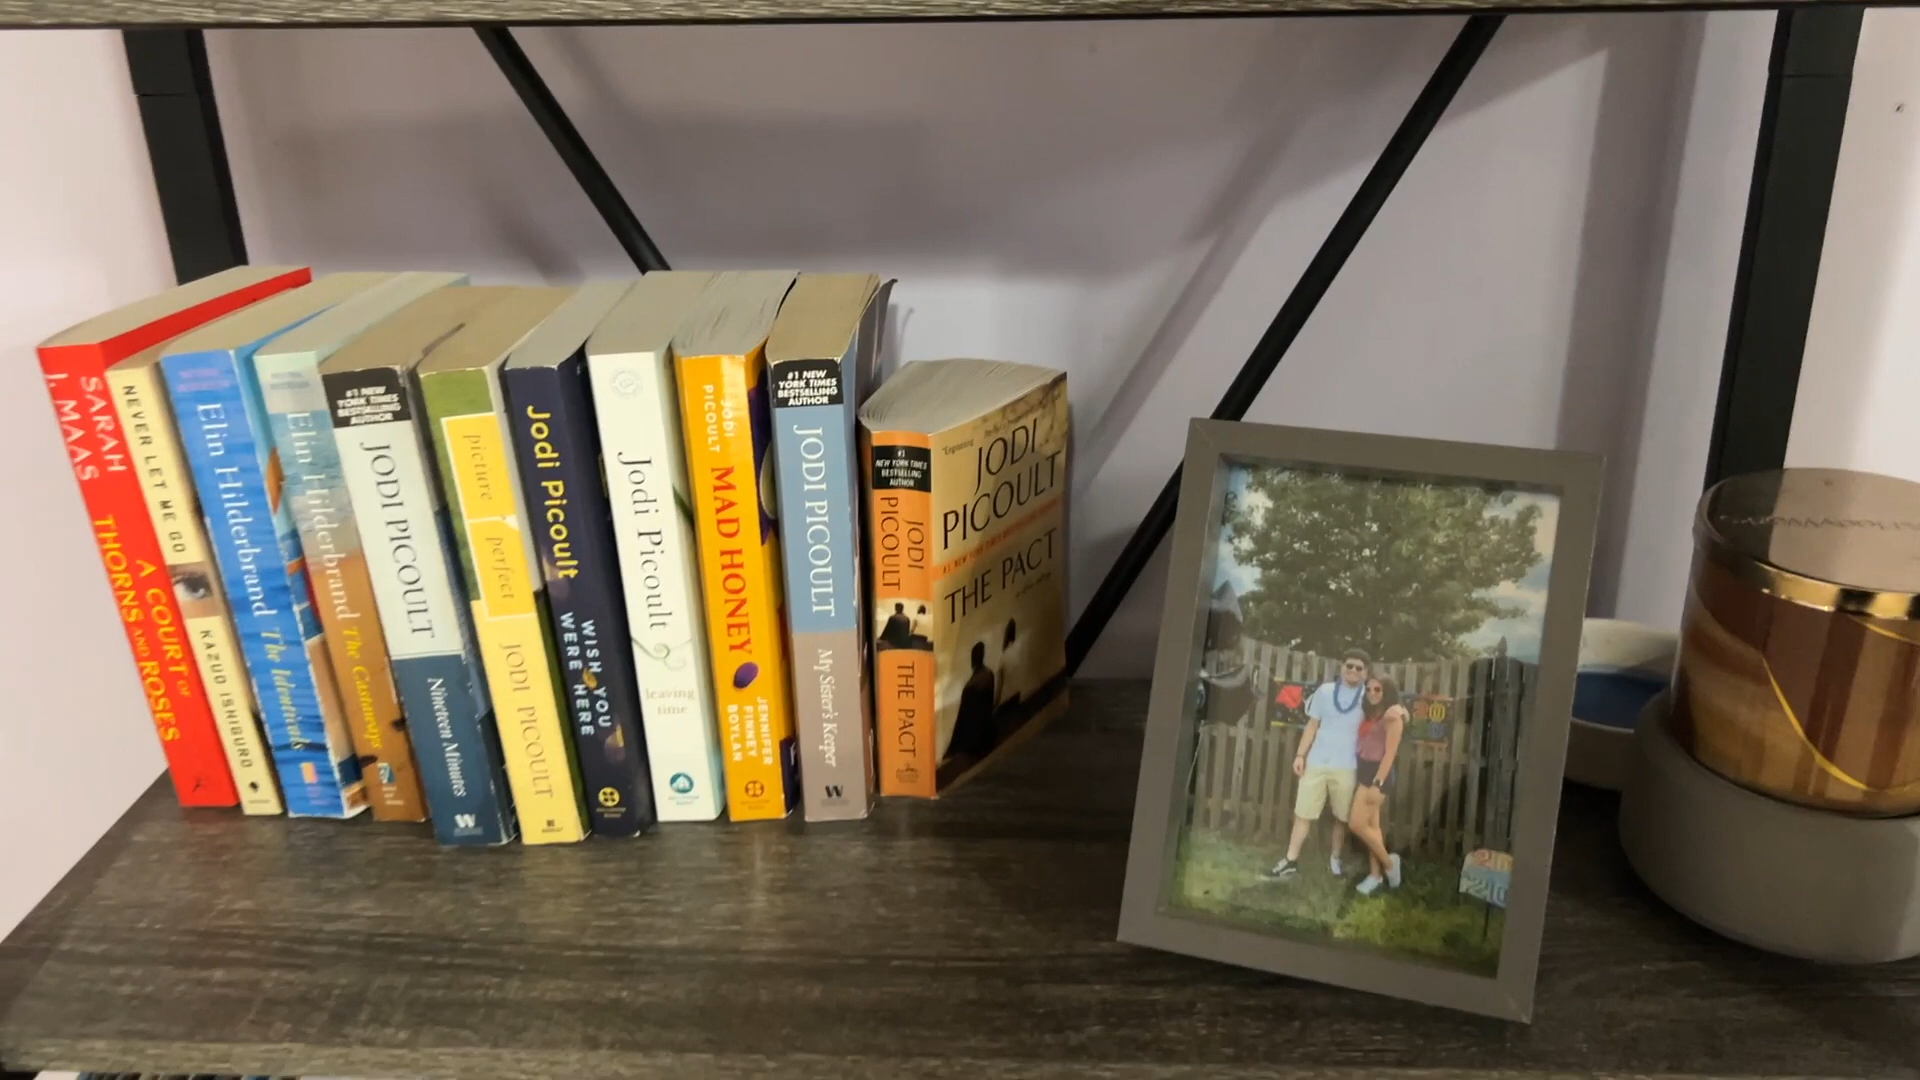 SARAH
J. MAAS
A COURT OF
THORNS AND ROSES
NEVER LET ME GO
KAZUO ISHIGURO
Elin Hilderbrand
The Identicals
Elin Hilderbrand
The Castaways
#1 NEW
YORK TIMES
BESTSELLING
AUTHOR
JODI PICOULT
Nineteen Minutes
W
picture
perfect
JODI PICOULT
Jodi Picoult
WISH YOU
WERE HERE
Jodi Picoult
leaving
time
Jodi
PICOULT
MAD HONEY
JENNIFER
FINNEY
BOYLAN
#1 NEW
YORK TIMES
BESTSELLING
AUTHOR
JODI PICOULT
My Sister's Keeper
W
#1
NEW YORK TIMES
BESTSELLING
AUTHOR
JODI
PICOULT
THE PACT
JODI
PICOULT
THE PACT